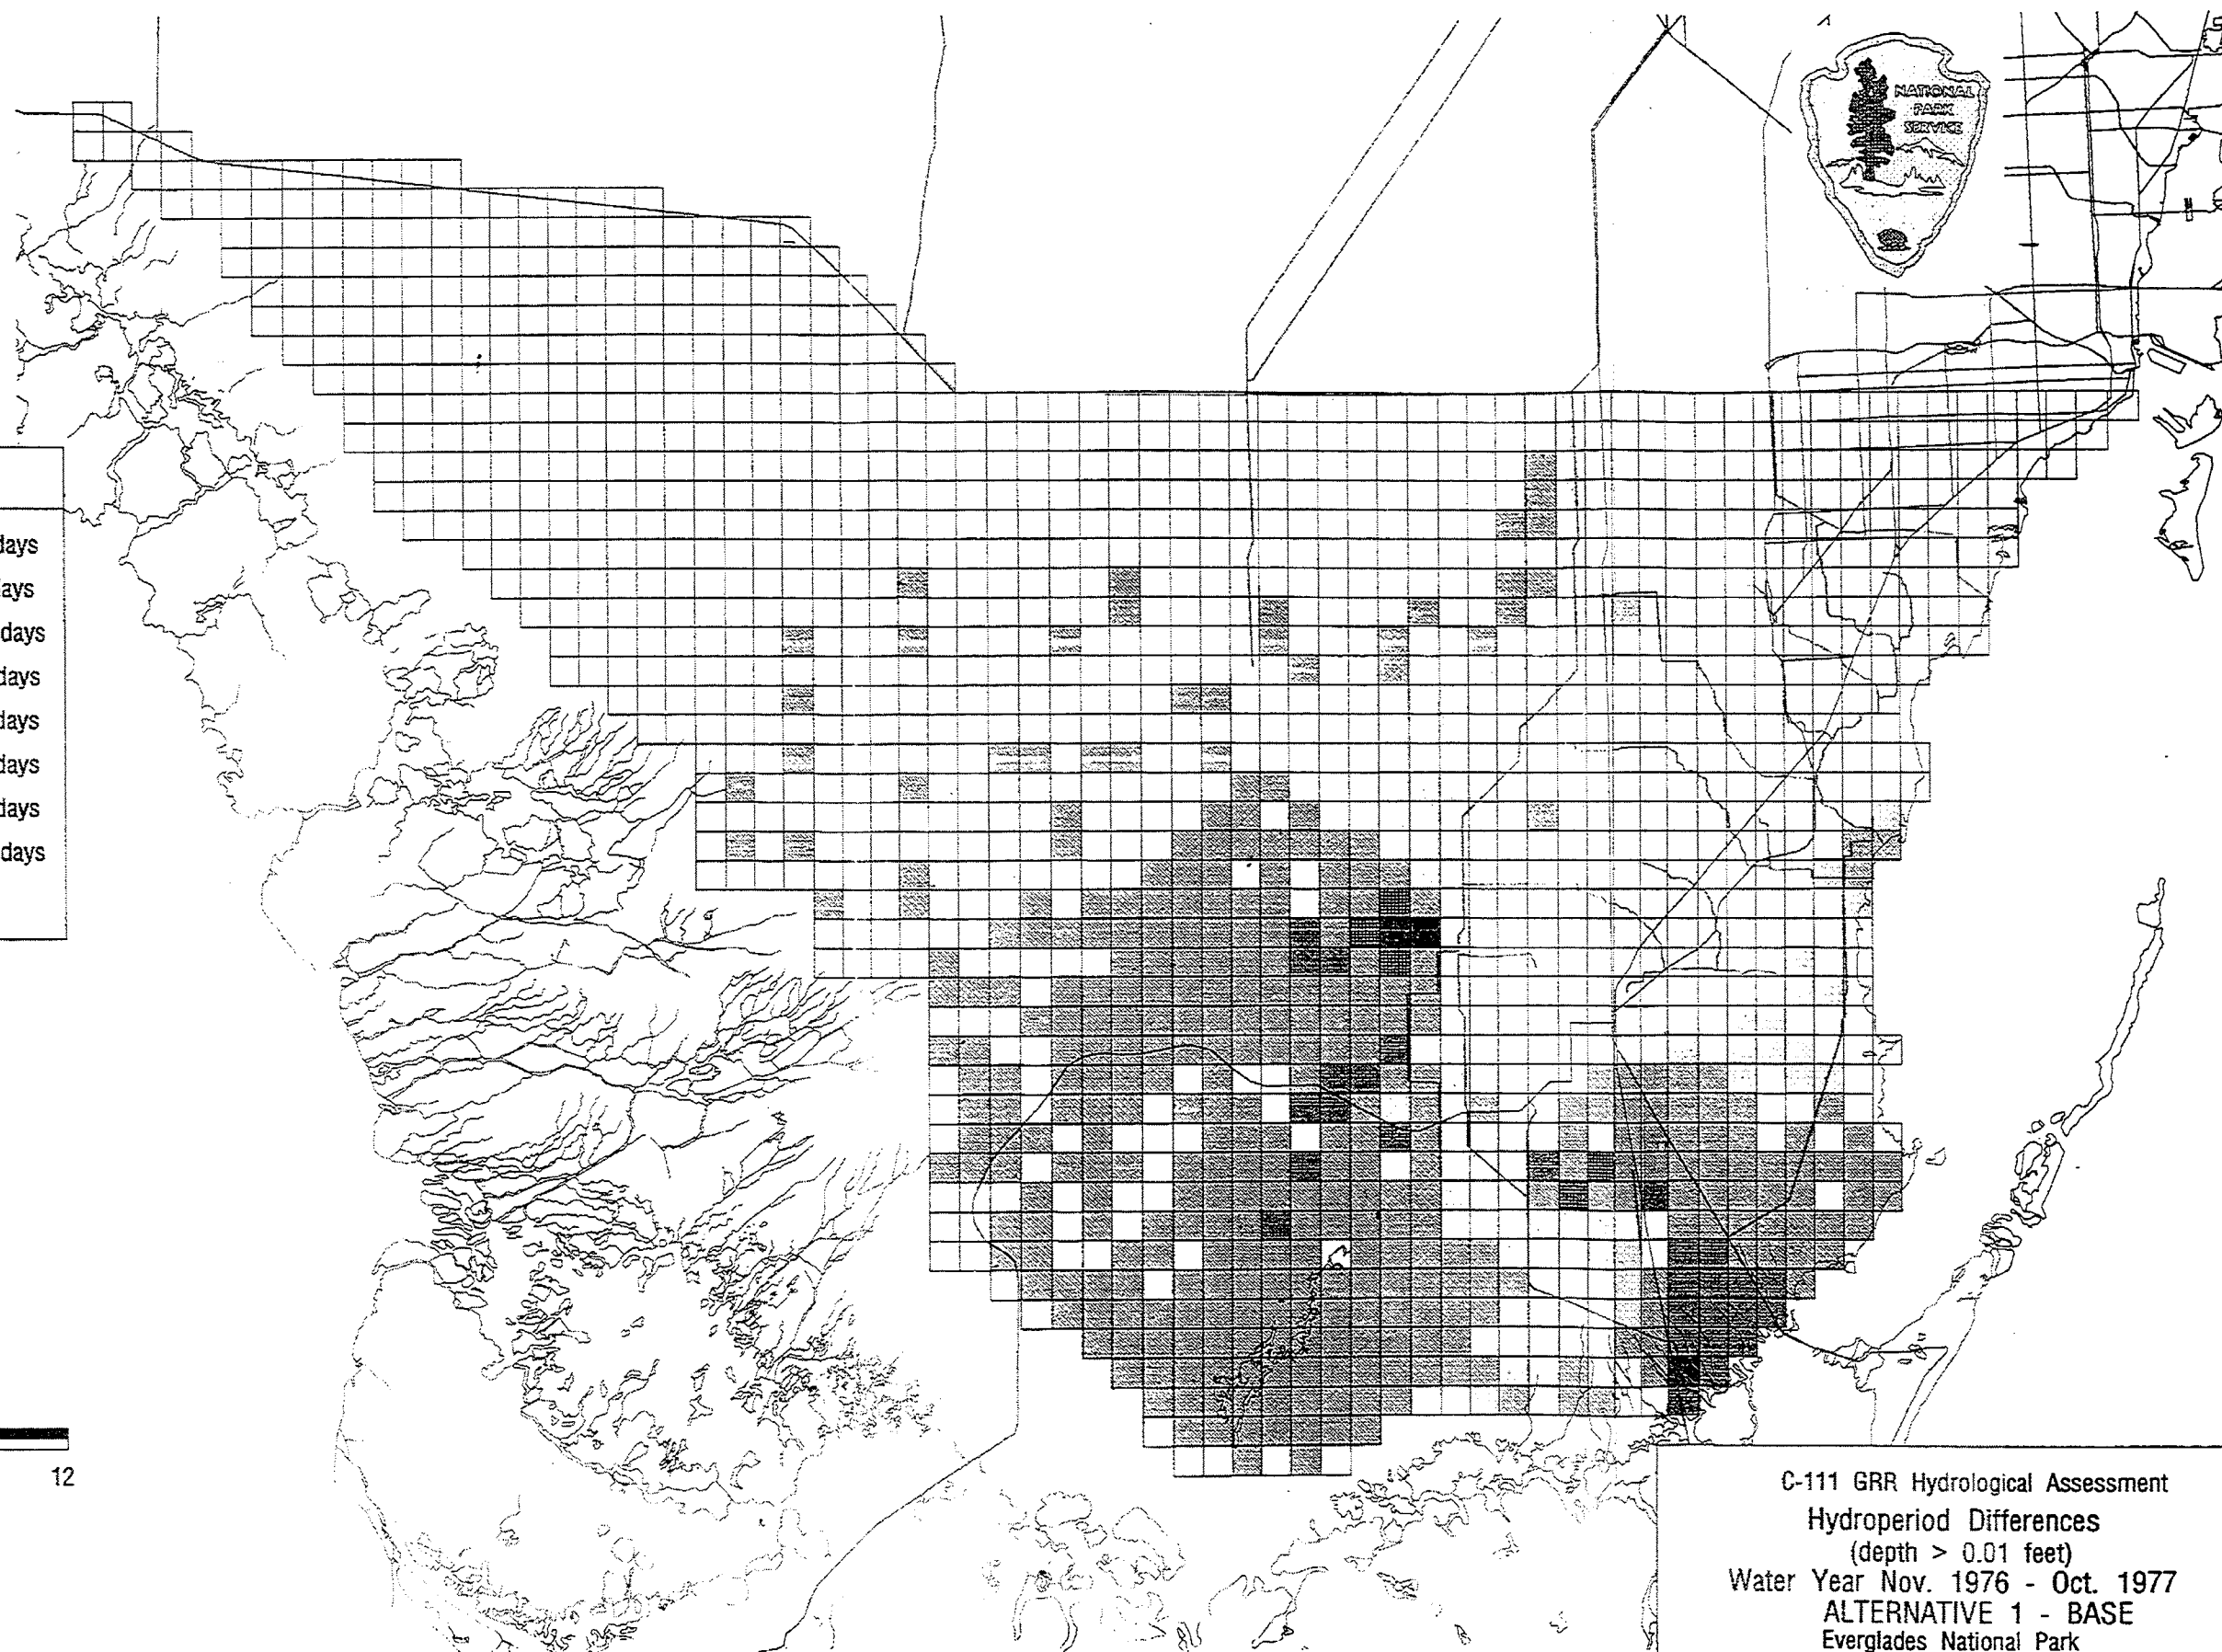 NATIONAL
PARK
SERVICE
days
days
days
days
days
days
days
days
12
C-111 GRR Hydrological Assessment
Hydroperiod Differences
(depth > 0.01 feet)
Water Year Nov. 1976 - Oct. 1977
ALTERNATIVE 1 - BASE
Everglades National Park